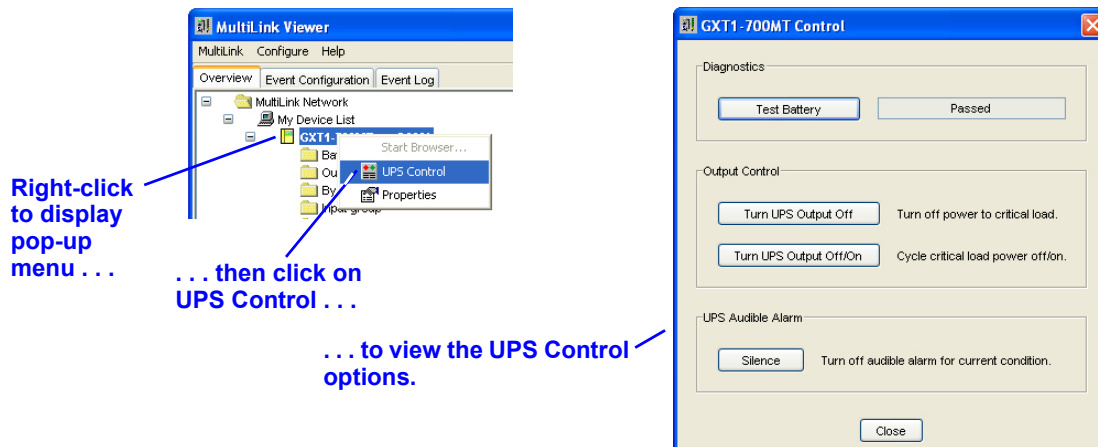 MultiLink Viewer
MultiLink Configure Help
Overview Event Configuration Event Log
MultiLink Network
My Device List
GXT1-700MT
Start Browser...
UPS Control
Properties
Input group
Right-click
to display
pop-up
menu . . .
. . . then click on
UPS Control . . .
. . . to view the UPS Control
options.
GXT1-700MT Control
Diagnostics
Test Battery Passed
Output Control
Turn UPS Output Off Turn off power to critical load.
Turn UPS Output Off/On Cycle critical load power off/on.
UPS Audible Alarm
Silence Turn off audible alarm for current condition.
Close